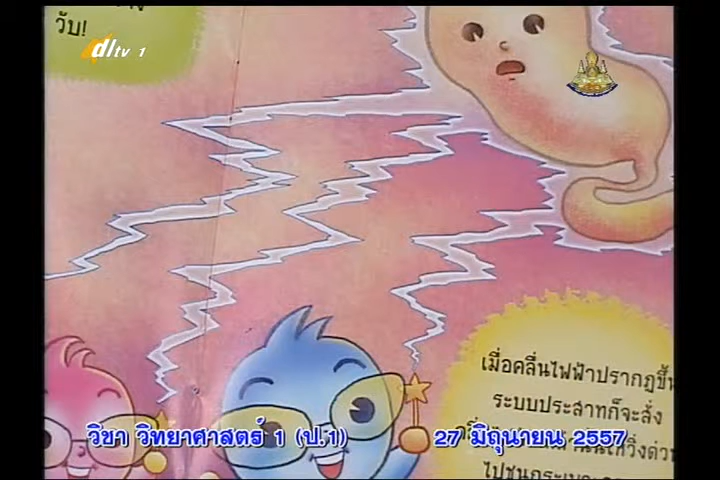 วับ!
dltv 1
เมื่อคลื่นไฟฟ้าปรากฏขึ้น
ระบบประสาทก็จะสั่ง
วิชา วิทยาศาสตร์ 1 (ป.1)
27 มิถุนายน 2557